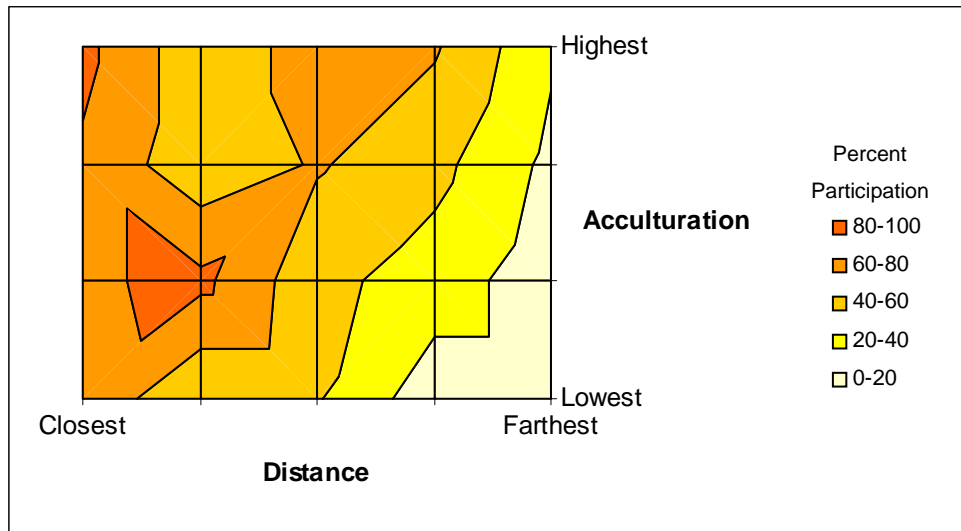 Highest
Percent
Participation
Acculturation
80-100
60-80
40-60
20-40
0-20
Lowest
Closest
Farthest
Distance